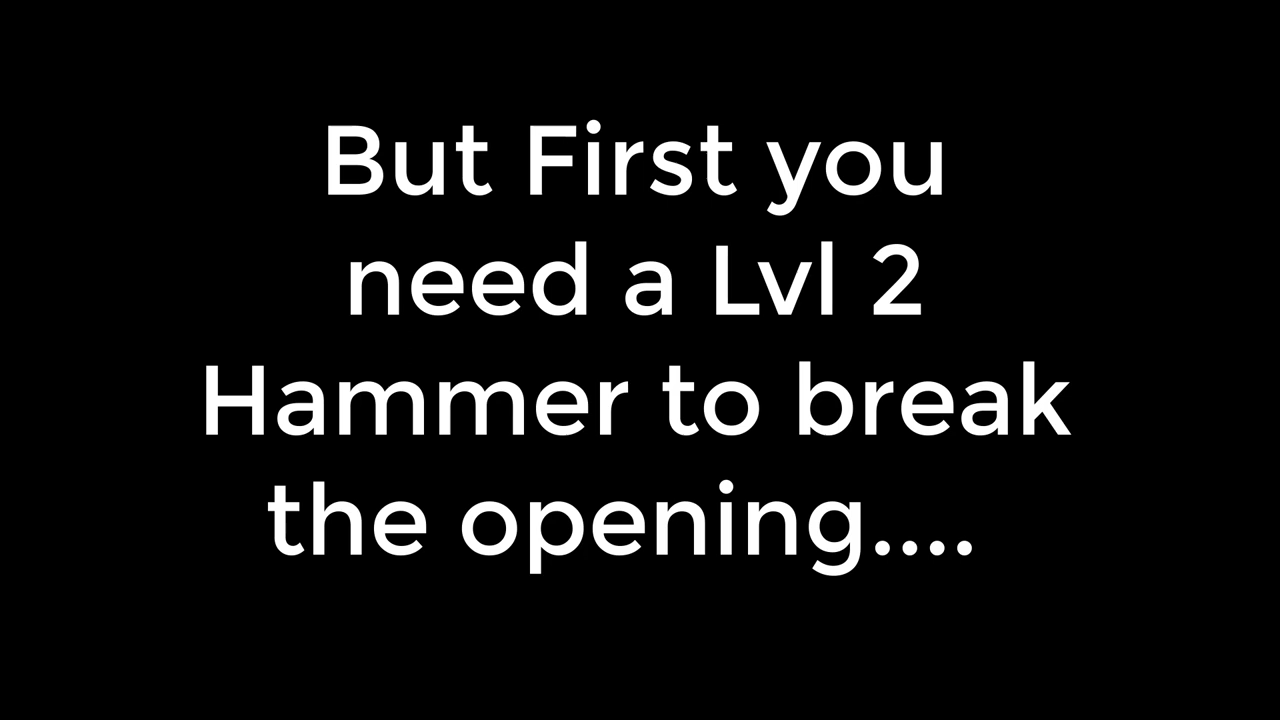 But First you
need a Lvl 2
Hammer to break
the opening....